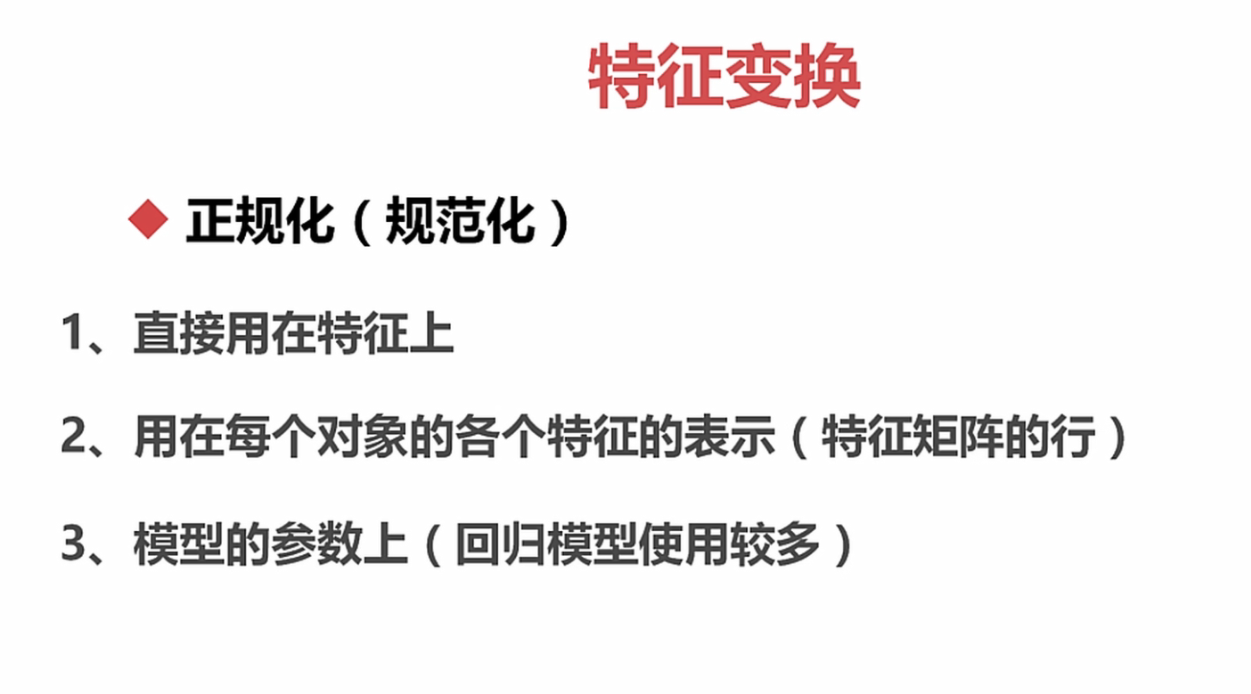 特征变换
正规化（规范化）
1、直接用在特征上
2、用在每个对象的各个特征的表示（特征矩阵的行）
3、模型的参数上（回归模型使用较多）